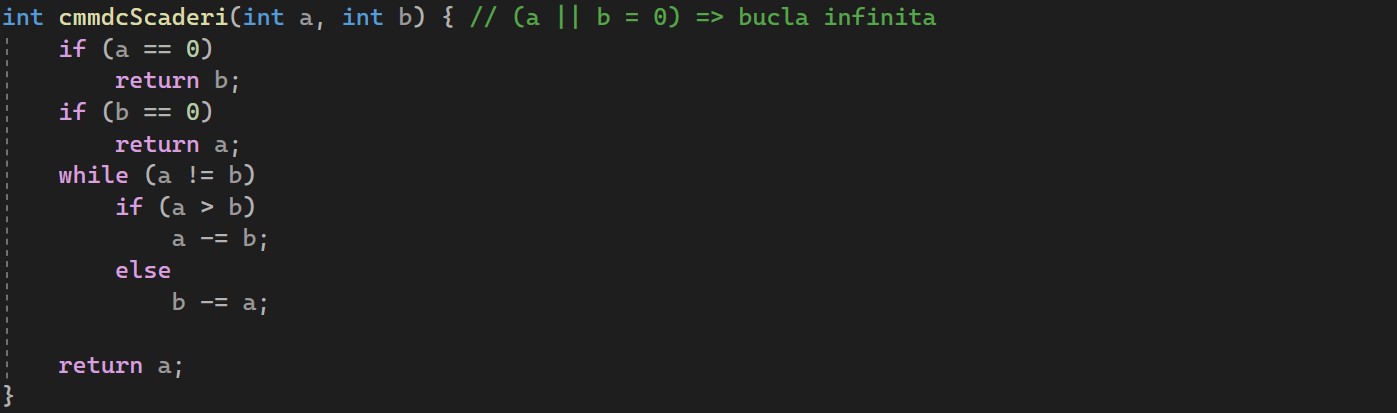 int cmmdcScaderi(int a, int b) { // (a || b = 0) => bucla infinita
    if (a == 0)
        return b;
    if (b == 0)
        return a;
    while (a != b)
        if (a > b)
            a -= b;
        else
            b -= a;

    return a;
}